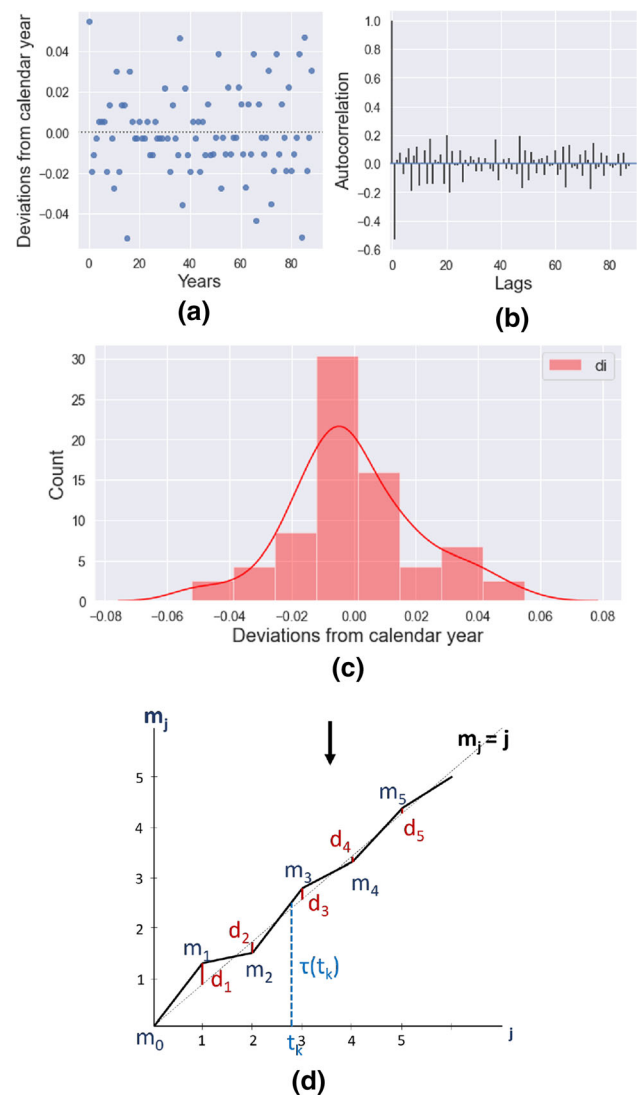 Deviations from calendar year
0.04
0.02
0.00
−0.02
−0.04
0 20 40 60 80
Years
(a)
Autocorrelation
1.0
0.8
0.6
0.4
0.2
0.0
−0.2
−0.4
−0.6
0 20 40 60 80
Lags
(b)
Count
30
25
20
15
10
5
0
di
−0.08 −0.06 −0.04 −0.02 0.00 0.02 0.04 0.06 0.08
Deviations from calendar year
(c)
mj
mj = j
5
4
3
2
1
m5
d5
d4
m4
m3
d3
d2
m2
m1
d1
τ(tk)
m0
1 2 tk 3 4 5 j
(d)